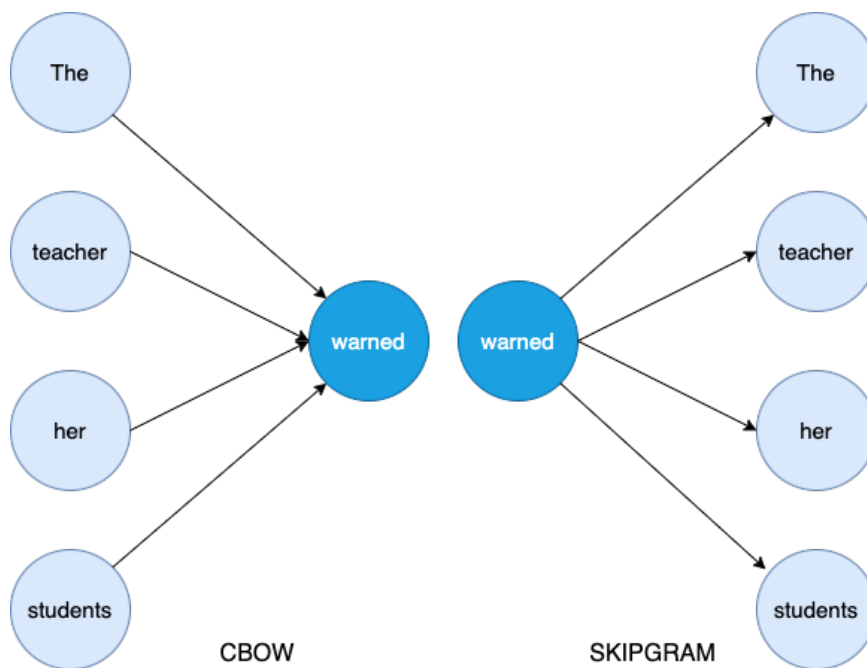 The
teacher
her
students
warned
CBOW
warned
The
teacher
her
students
SKIPGRAM